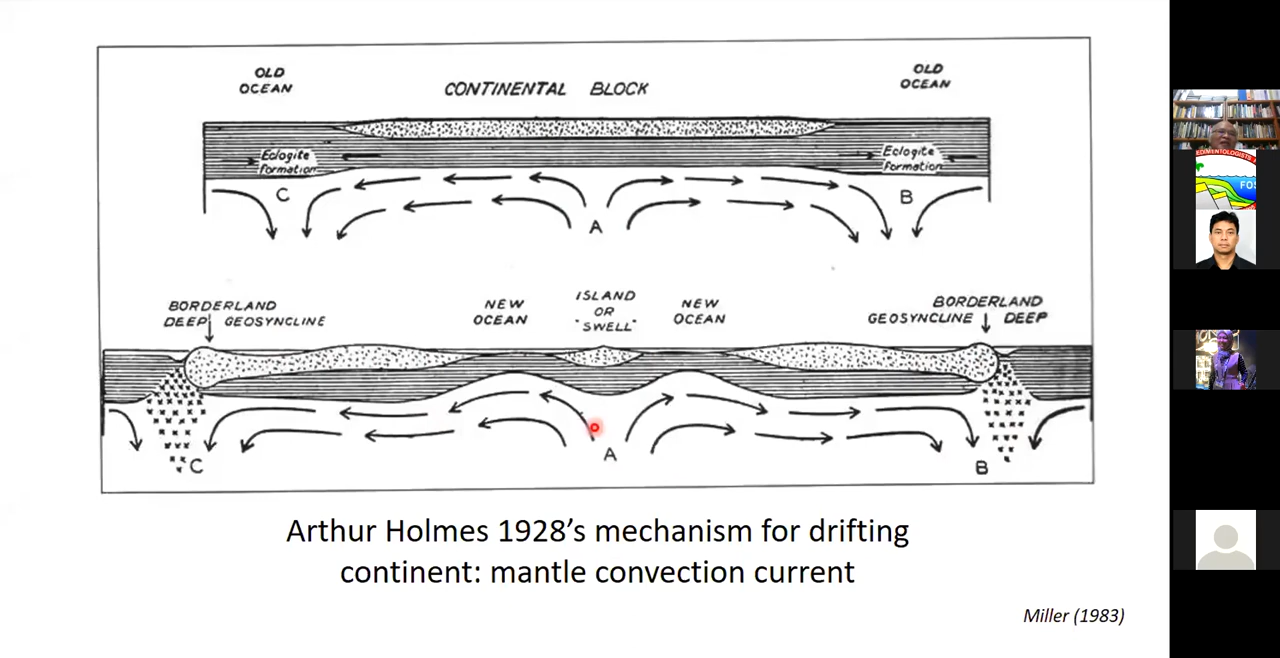 OLD
OCEAN
CONTINENTAL BLOCK
OLD
OCEAN
Eclogite
formation
Eclogite
formation
C
A
B
BORDERLAND
DEEP GEOSYNCLINE
NEW
OCEAN
ISLAND
OR
"SWELL"
NEW
OCEAN
BORDERLAND
GEOSYNCLINE DEEP
C
A
B
Arthur Holmes 1928's mechanism for drifting
continent: mantle convection current
Miller (1983)